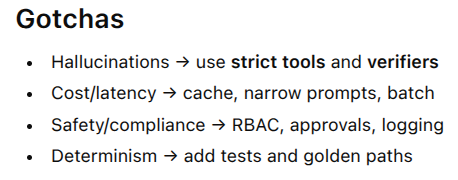 Gotchas
• Hallucinations → use strict tools and verifiers
• Cost/latency → cache, narrow prompts, batch
• Safety/compliance → RBAC, approvals, logging
• Determinism → add tests and golden paths